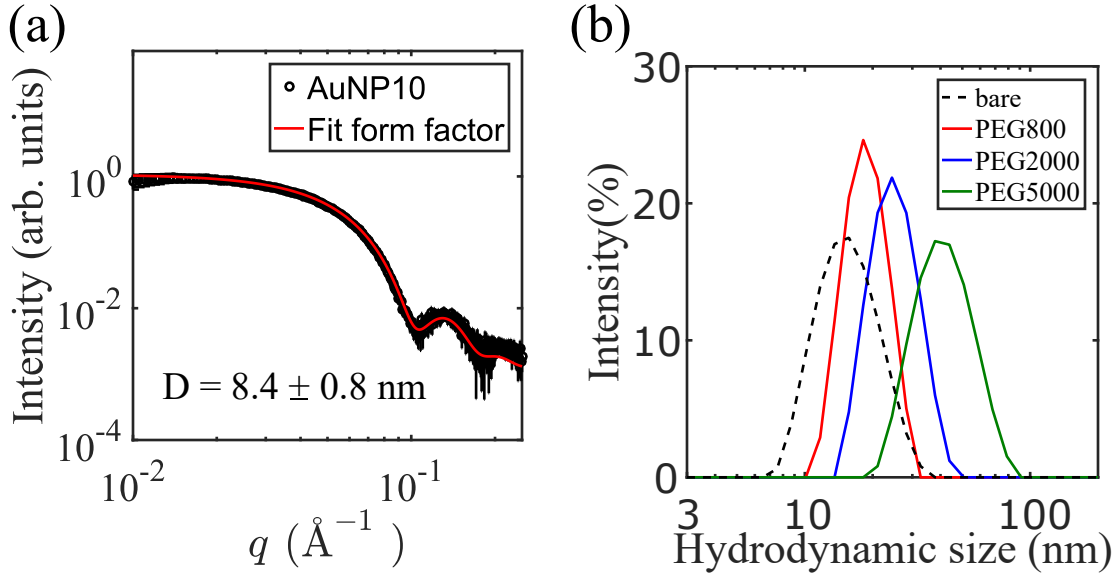 (a)
Intensity (arb. units)
10^0
10^-2
10^-4
AuNP10
Fit form factor
D = 8.4 ± 0.8 nm
10^-2
10^-1
q (Å^-1 )
(b)
Intensity(%)
30
20
10
0
bare
PEG800
PEG2000
PEG5000
3
10
100
Hydrodynamic size (nm)